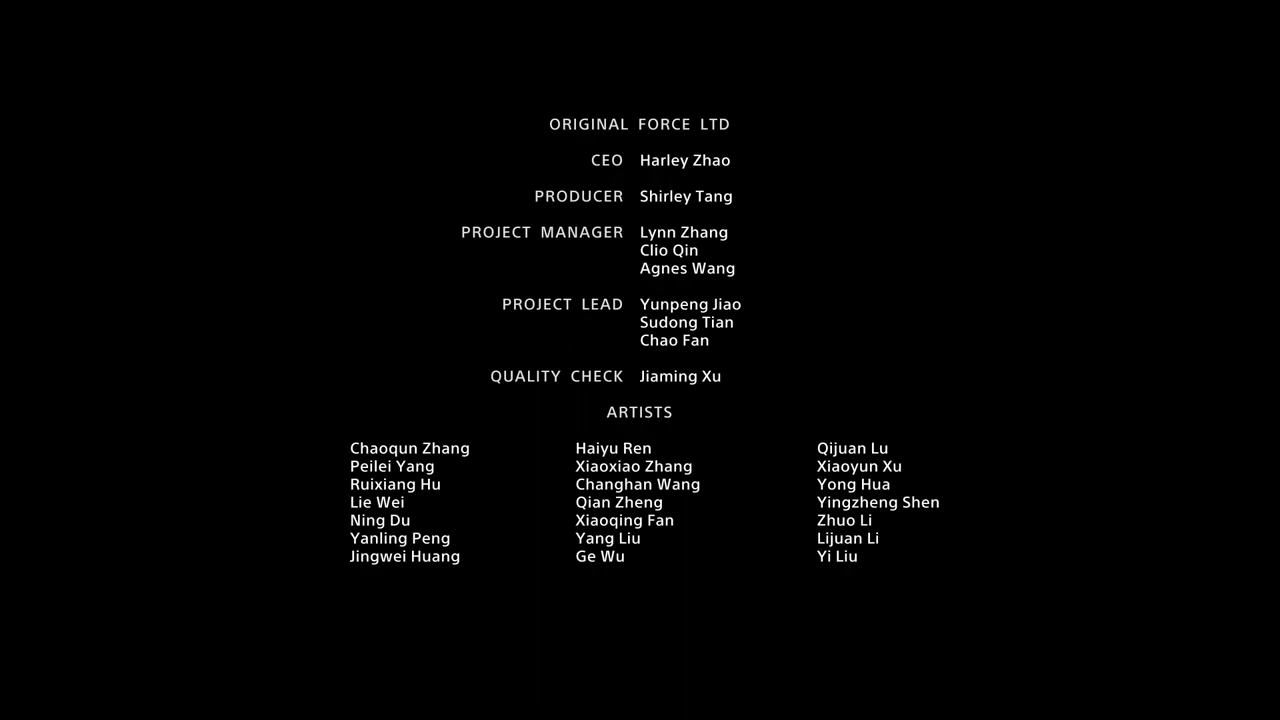 ORIGINAL FORCE LTD
CEO Harley Zhao
PRODUCER Shirley Tang
PROJECT MANAGER Lynn Zhang
Clio Qin
Agnes Wang
PROJECT LEAD Yunpeng Jiao
Sudong Tian
Chao Fan
QUALITY CHECK Jiaming Xu
ARTISTS
Chaoqun Zhang Haiyu Ren Qijuan Lu
Peilei Yang Xiaoxiao Zhang Xiaoyun Xu
Ruixiang Hu Changhan Wang Yong Hua
Lie Wei Qian Zheng Yingzheng Shen
Ning Du Xiaoqing Fan Zhuo Li
Yanling Peng Yang Liu Lijuan Li
Jingwei Huang Ge Wu Yi Liu